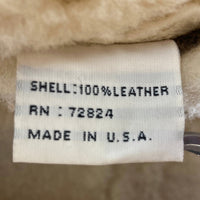 SHELL:100%LEATHER
RN : 72824
MADE IN U.S.A.